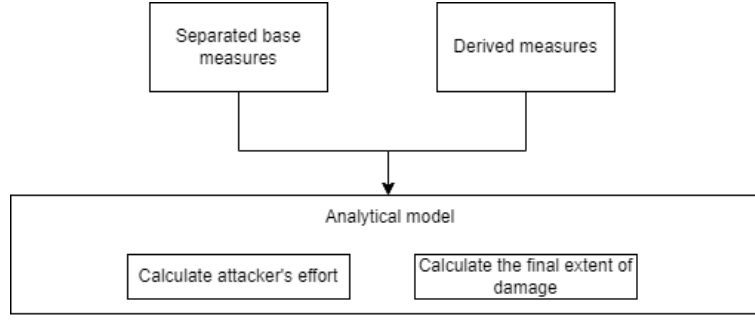 Separated base
measures
Derived measures
Analytical model
Calculate attacker's effort
Calculate the final extent of
damage